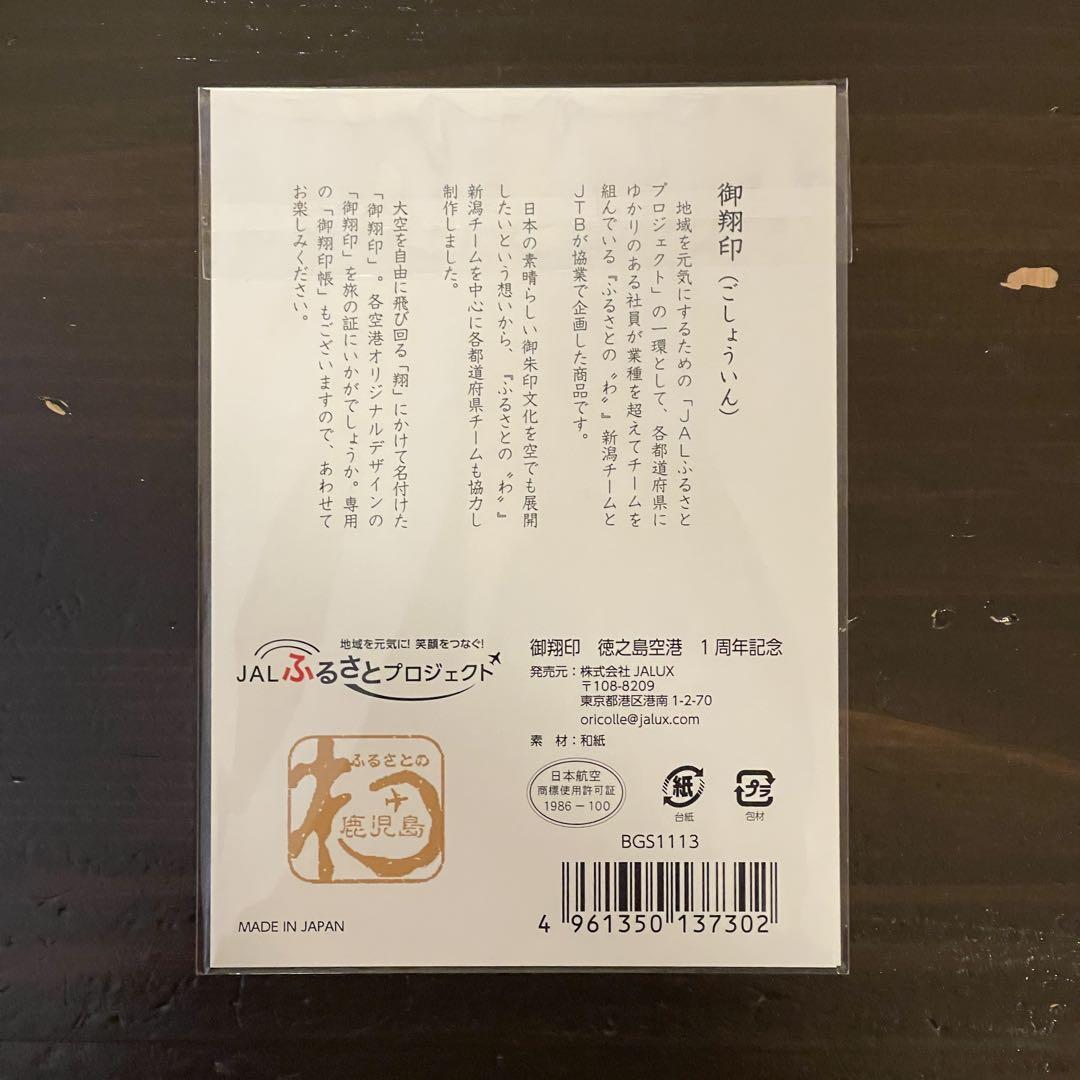 御翔印（ごしょういん）
地域を元気にするための「JALふるさと
プロジェクト」の一環として、各都道府県に
ゆかりのある社員が業種を超えてチームを
組んでいる『ふるさとの〝わ〟』新潟チームと
JTBが協業で企画した商品です。
日本の素晴らしい御朱印文化を空でも展開
したいという想いから、『ふるさとの〝わ〟』
新潟チームを中心に各都道府県チームも協力し
制作しました。
大空を自由に飛び回る「翔」にかけて名付けた
「御翔印」。各空港オリジナルデザインの
「御翔印」を旅の証にいかがでしょうか。専用
の「御翔印帳」もございますので、あわせて
お楽しみください。
地域を元気に! 笑顔をつなぐ!
JALふるさとプロジェクト
ふるさとの
わ
鹿児島
MADE IN JAPAN
御翔印 徳之島空港 1周年記念
発売元：株式会社 JALUX
〒108-8209
東京都港区港南 1-2-70
oricolle@jalux.com
素 材：和紙
日本航空
商標使用許可証
1986－100
紙
台紙
プラ
包材
BGS1113
4 961350 137302